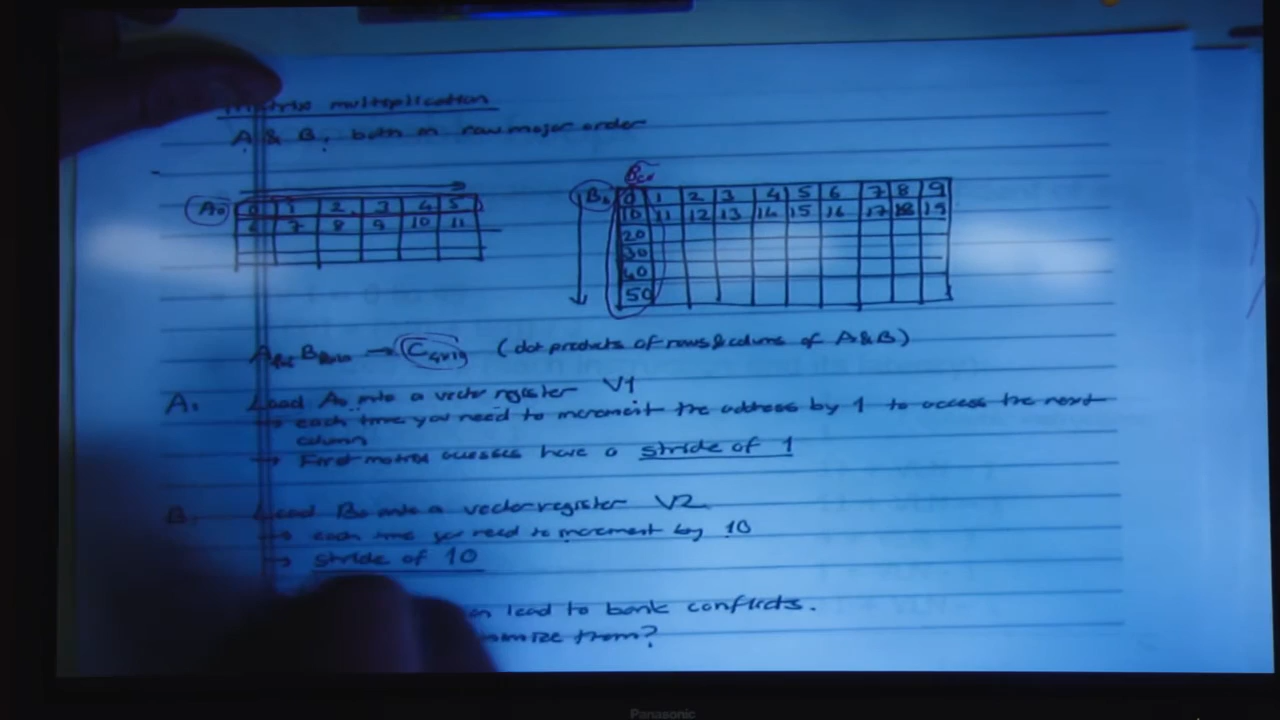 Matrix multiplication
A & B, both in row major order
Bcol
A0 0 1 2 3 4 5
6 7 8 9 10 11
B0 0 1 2 3 4 5 6 7 8 9
10 11 12 13 14 15 16 17 18 19
20
30
40
50
→ C4x10 (dot products of rows & colums of A & B)
A: Load A0 into a vector register V1
→ each time you need to increment the address by 1 to access the next
column
→ First matrix accesses have a stride of 1
B: Load B0 into a vector register V2
→ each time you need to increment by 10
→ stride of 10
lead to bank conflicts.
them?
Panasonic